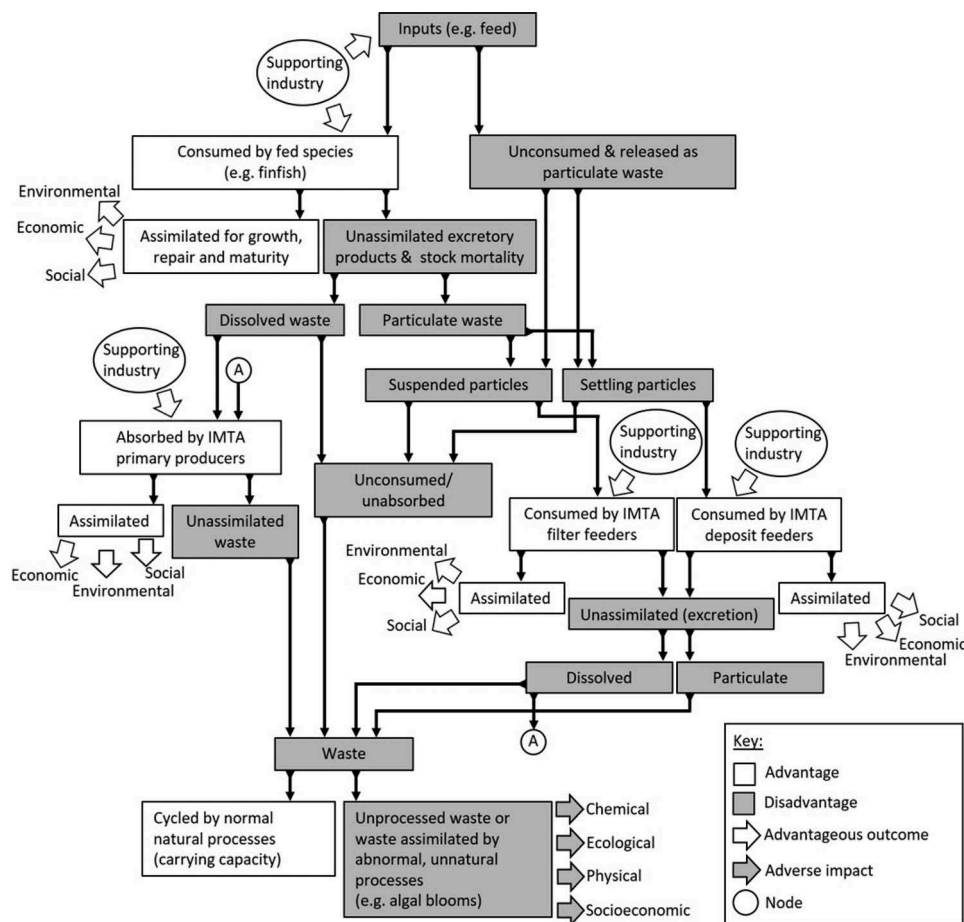 Inputs (e.g. feed)
Supporting
industry
Consumed by fed species
(e.g. finfish)
Unconsumed & released as
particulate waste
Environmental
Economic
Social
Assimilated for growth,
repair and maturity
Unassimilated excretory
products & stock mortality
Dissolved waste
Particulate waste
Supporting
industry
A
Suspended particles
Settling particles
Absorbed by IMTA
primary producers
Supporting
industry
Supporting
industry
Unconsumed/
unabsorbed
Assimilated
Unassimilated
waste
Consumed by IMTA
filter feeders
Consumed by IMTA
deposit feeders
Economic
Environmental
Social
Environmental
Economic
Social
Assimilated
Unassimilated (excretion)
Assimilated
Social
Economic
Environmental
Dissolved
Particulate
A
Waste
Cycled by normal
natural processes
(carrying capacity)
Unprocessed waste or
waste assimilated by
abnormal, unnatural
processes
(e.g. algal blooms)
Chemical
Ecological
Physical
Socioeconomic
Key:
Advantage
Disadvantage
Advantageous outcome
Adverse impact
Node